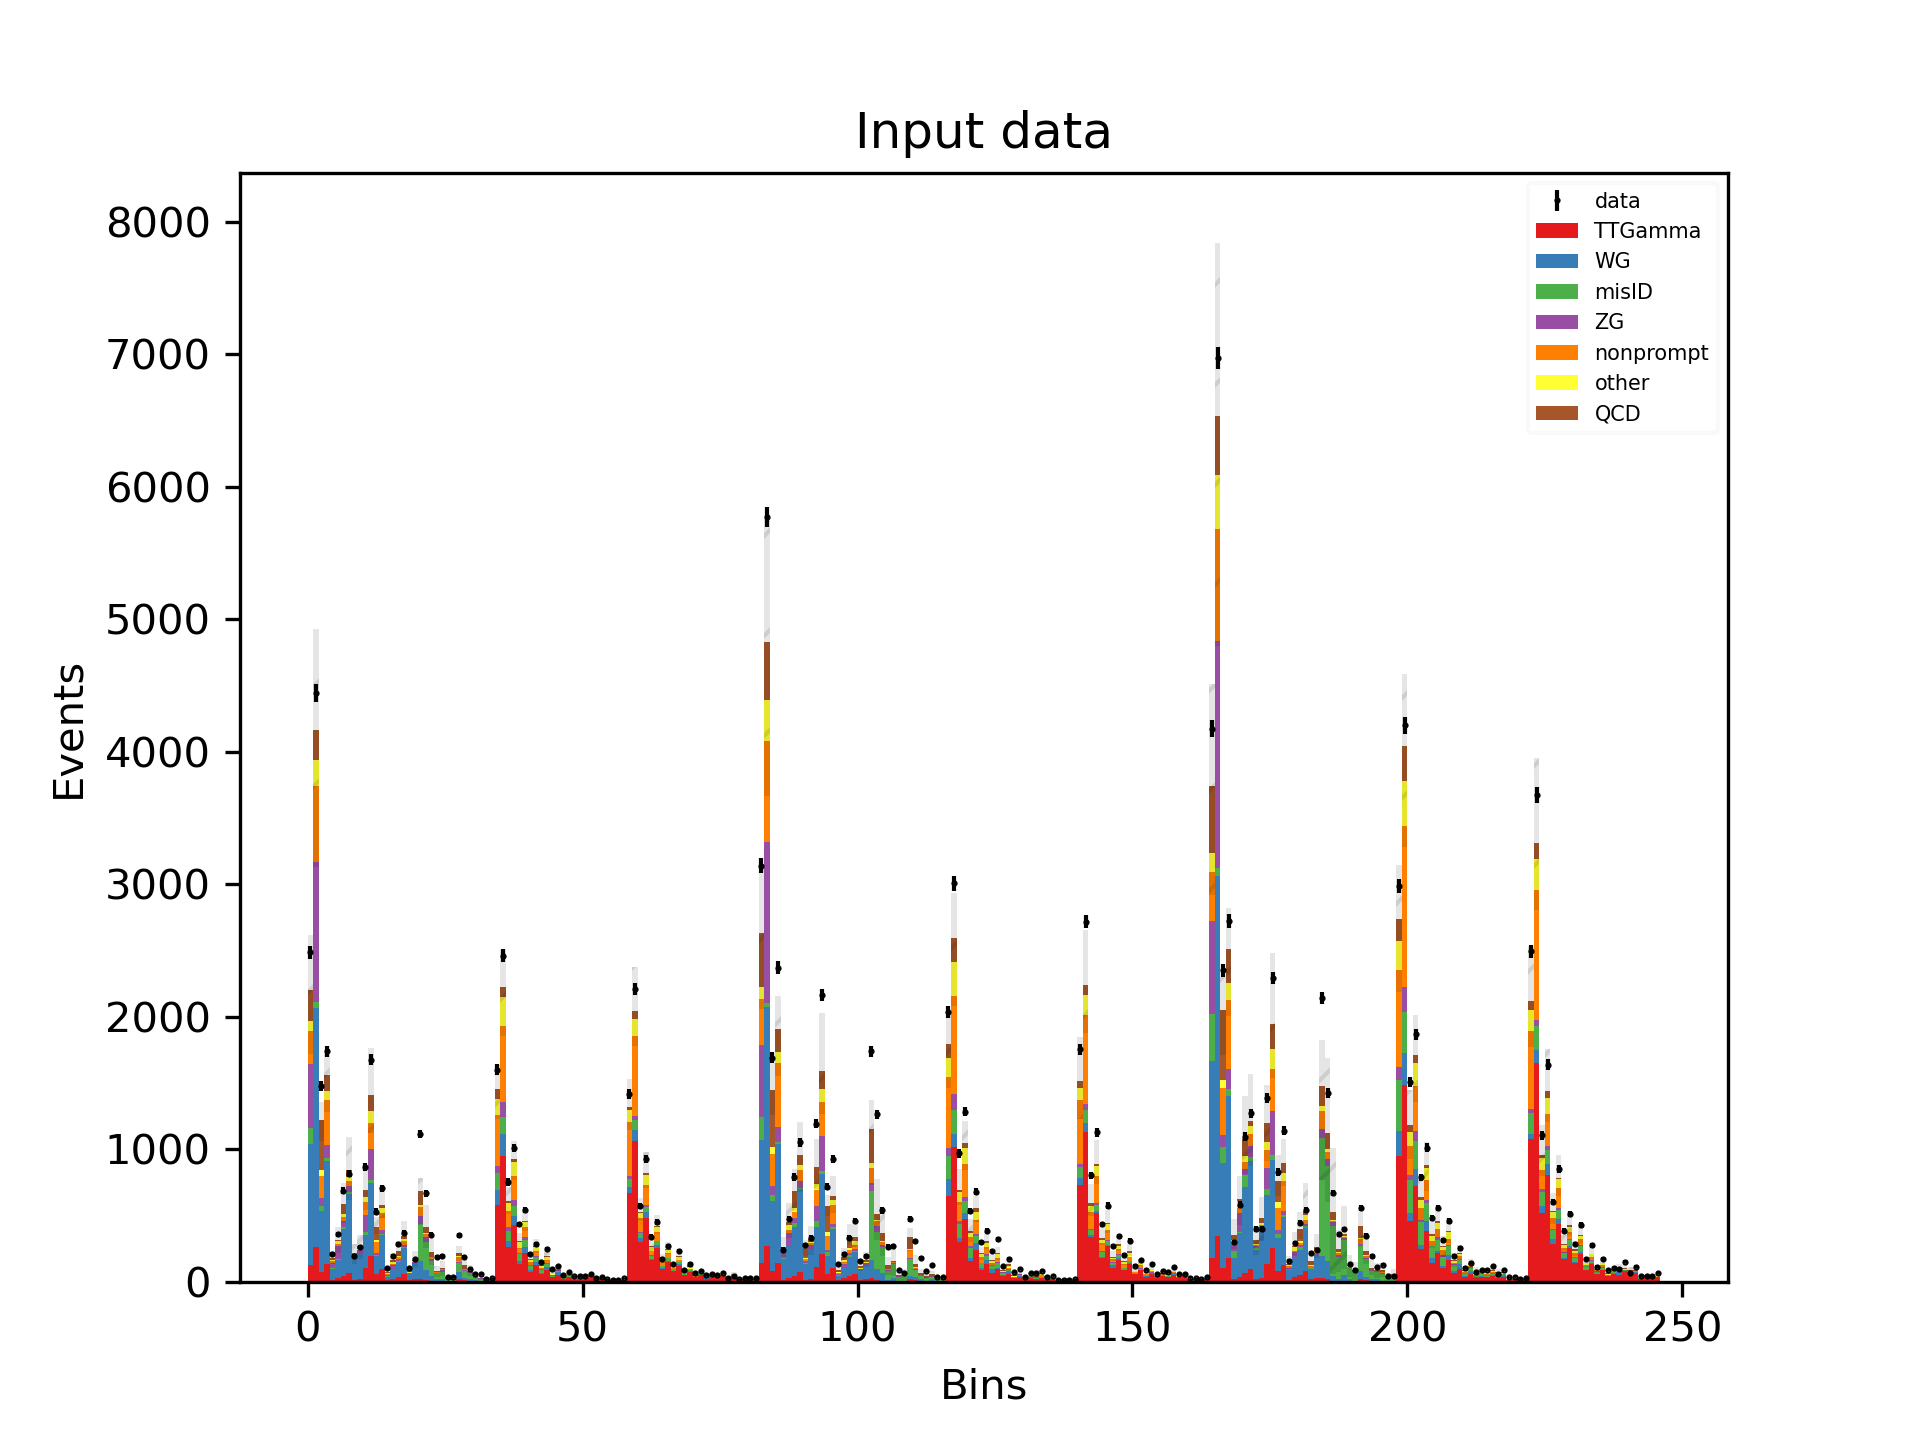 Input data
8000
7000
6000
5000
4000
3000
2000
1000
0
Events
0 50 100 150 200 250
Bins
data
TTGamma
WG
misID
ZG
nonprompt
other
QCD